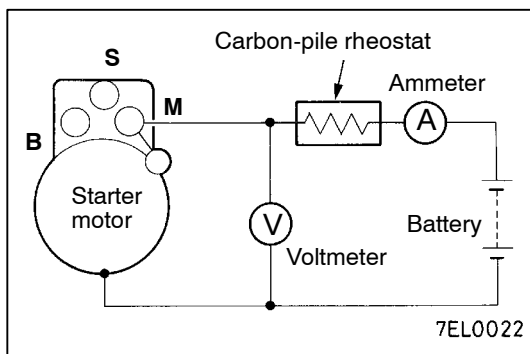 Carbon-pile rheostat
S
Ammeter
M
A
B
Starter
motor
V
Battery
Voltmeter
7EL0022